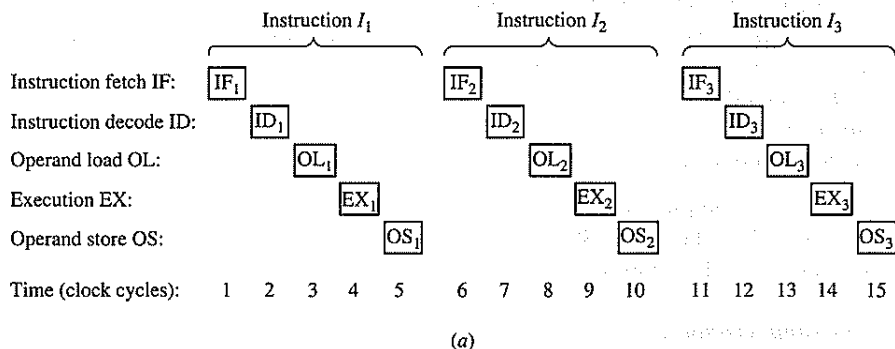 Instruction I₁ Instruction I₂ Instruction I₃
Instruction fetch IF: IF₁ IF₂ IF₃
Instruction decode ID: ID₁ ID₂ ID₃
Operand load OL: OL₁ OL₂ OL₃
Execution EX: EX₁ EX₂ EX₃
Operand store OS: OS₁ OS₂ OS₃
Time (clock cycles): 1 2 3 4 5 6 7 8 9 10 11 12 13 14 15
(a)